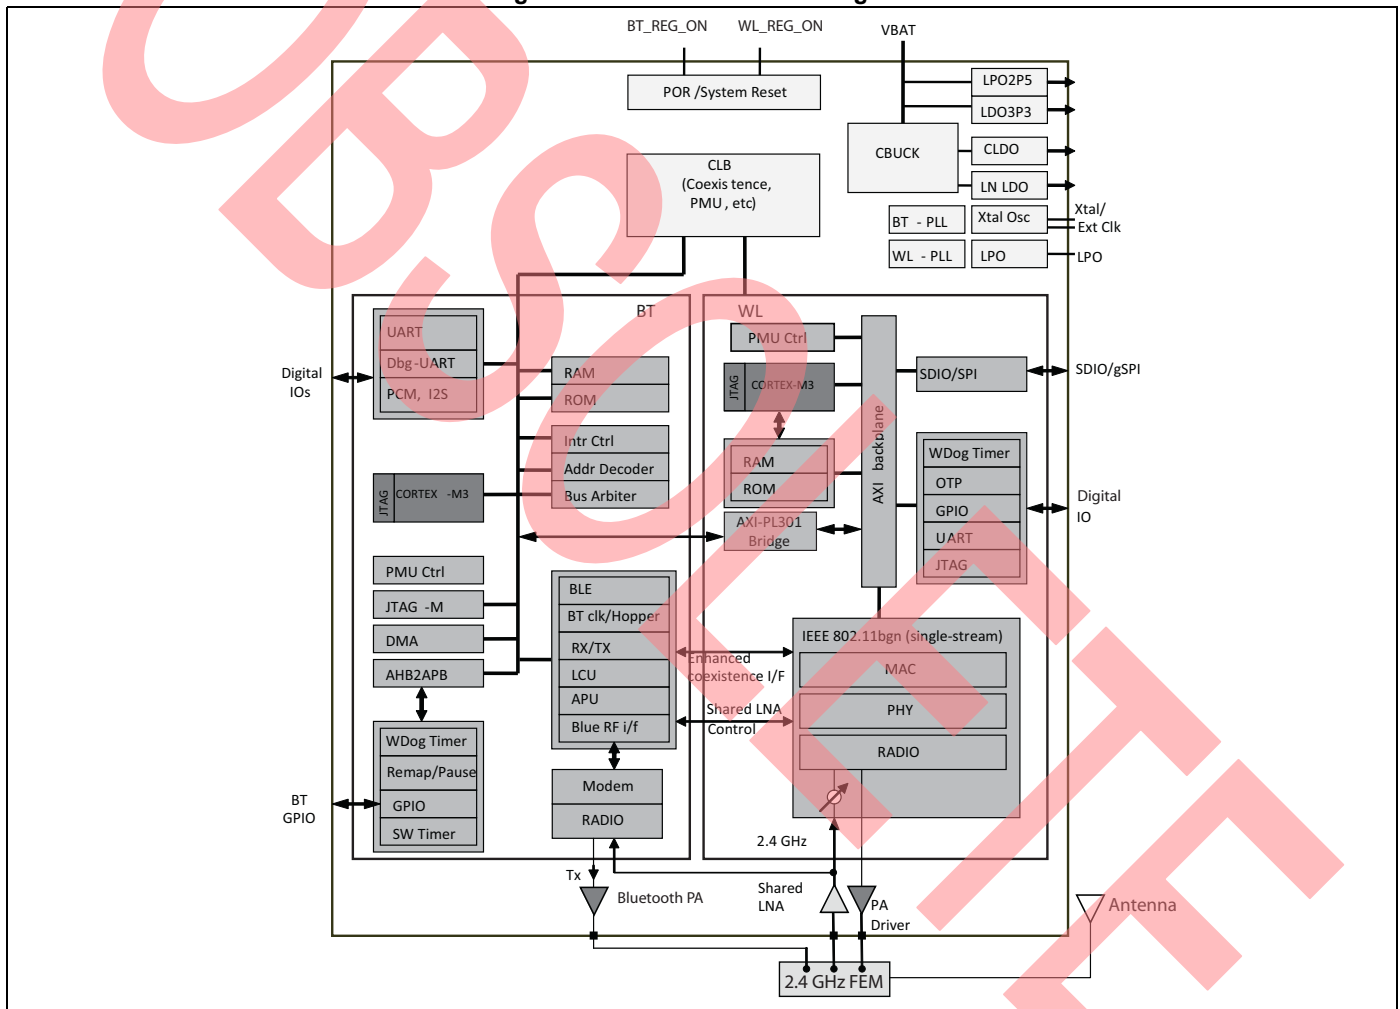 BT_REG_ON WL_REG_ON
VBAT
POR /System Reset
LPO2P5
LDO3P3
CBUCK
CLDO
LN LDO
CLB
(Coexis tence,
PMU , etc)
BT - PLL
Xtal Osc
Xtal/
Ext Clk
WL - PLL
LPO
LPO
BT
WL
UART
Dbg-UART
PCM, I2S
Digital
IOs
RAM
ROM
Intr Ctrl
Addr Decoder
Bus Arbiter
JTAG
CORTEX -M3
PMU Ctrl
JTAG -M
DMA
AHB2APB
WDog Timer
Remap/Pause
GPIO
SW Timer
BT
GPIO
BLE
BT clk/Hopper
RX/TX
LCU
APU
Blue RF i/f
Modem
RADIO
PMU Ctrl
JTAG
CORTEX-M3
RAM
ROM
AXI-PL301
Bridge
AXI backplane
SDIO/SPI
SDIO/gSPI
WDog Timer
OTP
GPIO
UART
JTAG
Digital
IO
Enhanced
coexistence I/F
Shared LNA
Control
IEEE 802.11bgn (single-stream)
MAC
PHY
RADIO
2.4 GHz
Tx
Bluetooth PA
Shared
LNA
PA
Driver
Antenna
2.4 GHz FEM
OBSOLETE